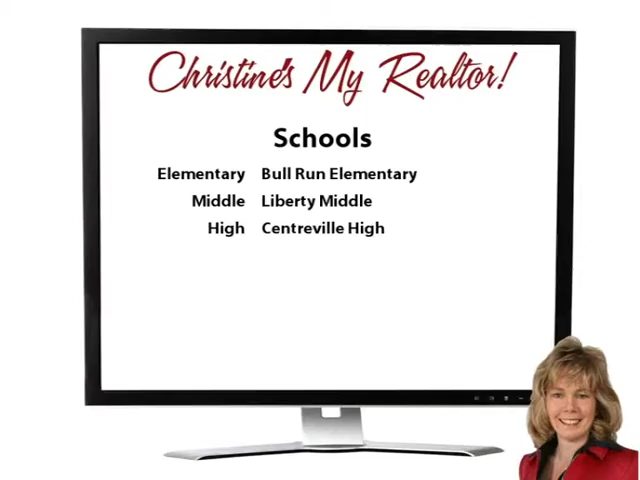 Christine's My Realtor!
Schools
Elementary Bull Run Elementary
Middle Liberty Middle
High Centreville High